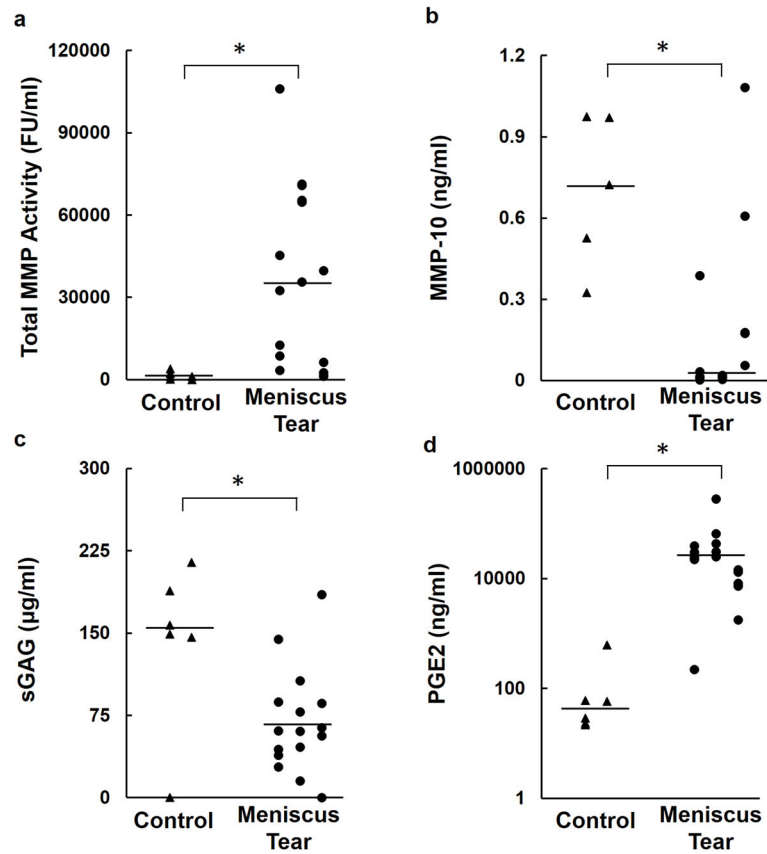 a
*
120000
90000
60000
30000
0
Total MMP Activity (FU/ml)
Control
Meniscus
Tear
b
*
1.2
0.9
0.6
0.3
0
MMP-10 (ng/ml)
Control
Meniscus
Tear
c
*
300
225
150
75
0
sGAG (µg/ml)
Control
Meniscus
Tear
d
*
1000000
10000
100
1
PGE2 (ng/ml)
Control
Meniscus
Tear